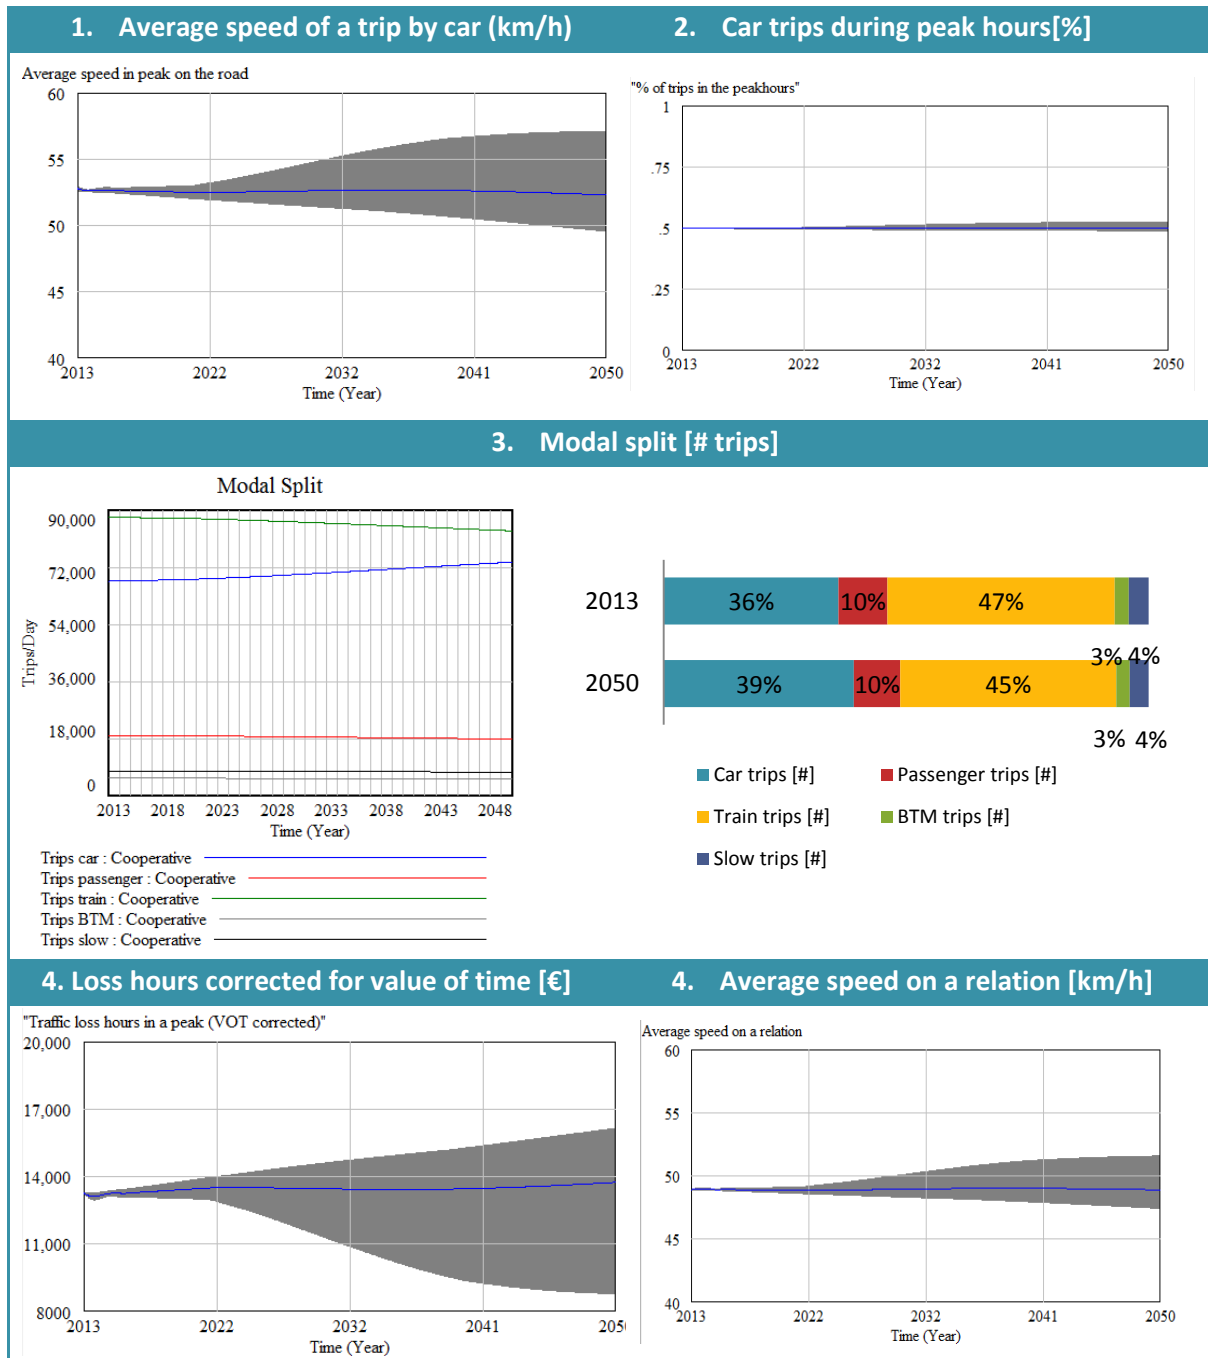 1. Average speed of a trip by car (km/h)
2. Car trips during peak hours[%]
Average speed in peak on the road
60
55
50
45
40
2013 2022 2032 2041 2050
Time (Year)
"% of trips in the peakhours"
1
.75
.5
.25
0
2013 2022 2032 2041 2050
Time (Year)
3. Modal split [# trips]
Modal Split
90,000
72,000
54,000
36,000
18,000
0
Trips/Day
2013 2018 2023 2028 2033 2038 2043 2048
Time (Year)
Trips car : Cooperative
Trips passenger : Cooperative
Trips train : Cooperative
Trips BTM : Cooperative
Trips slow : Cooperative
2013 36% 10% 47%
3% 4%
2050 39% 10% 45%
3% 4%
Car trips [#] Passenger trips [#]
Train trips [#] BTM trips [#]
Slow trips [#]
4. Loss hours corrected for value of time [€]
4. Average speed on a relation [km/h]
"Traffic loss hours in a peak (VOT corrected)"
20,000
17,000
14,000
11,000
8000
2013 2022 2032 2041 205
Time (Year)
Average speed on a relation
60
55
50
45
40
2013 2022 2032 2041 2050
Time (Year)